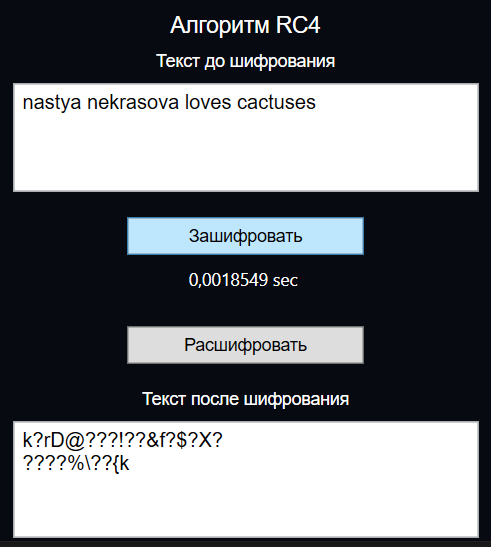 Алгоритм RC4
Текст до шифрования
nastya nekrasova loves cactuses
Зашифровать
0,0018549 sec
Расшифровать
Текст после шифрования
k?rD@???!??&f?$?X?
????%\??{k